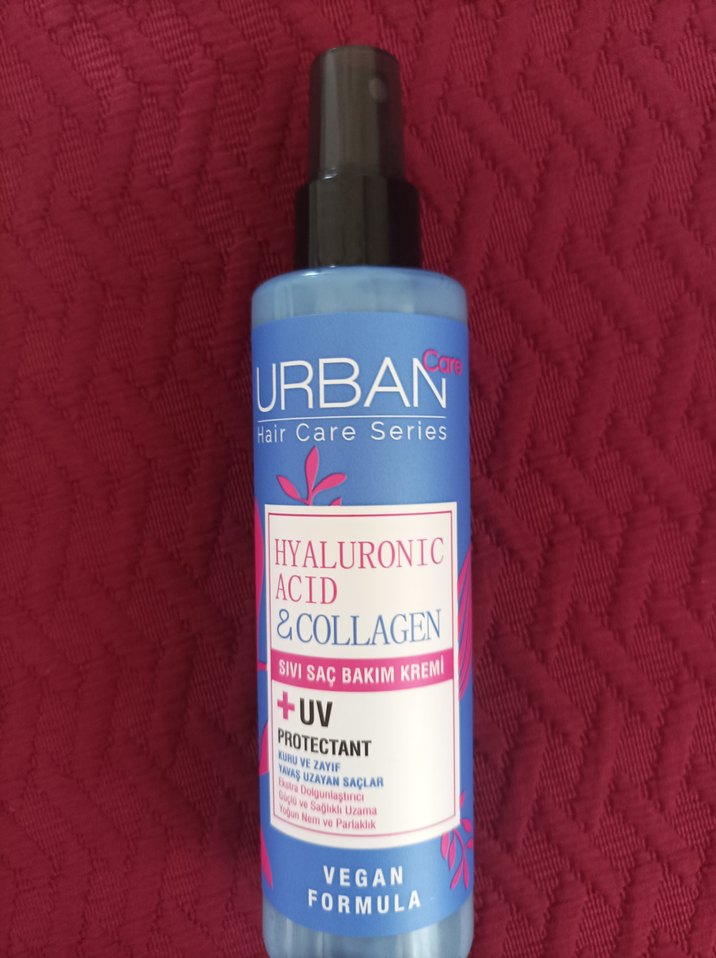 URBAN Care
Hair Care Series
HYALURONIC
ACID
& COLLAGEN
SIVI SAÇ BAKIM KREMİ
+UV
PROTECTANT
KURU VE ZAYIF
YAVAŞ UZAYAN SAÇLAR
Ekstra Dolgunlaştırıcı
Güçlü ve Sağlıklı Uzama
Yoğun Nem ve Parlaklık
VEGAN
FORMULA